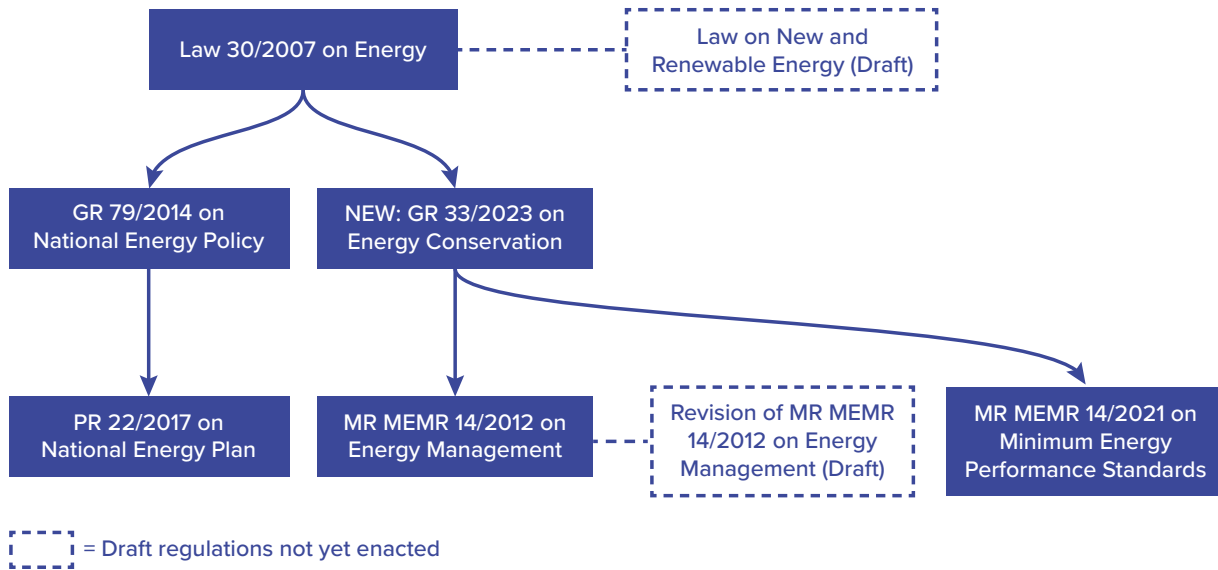 Law 30/2007 on Energy
Law on New and
Renewable Energy (Draft)
GR 79/2014 on
National Energy Policy
NEW: GR 33/2023 on
Energy Conservation
PR 22/2017 on
National Energy Plan
MR MEMR 14/2012 on
Energy Management
Revision of MR MEMR
14/2012 on Energy
Management (Draft)
MR MEMR 14/2021 on
Minimum Energy
Performance Standards
= Draft regulations not yet enacted